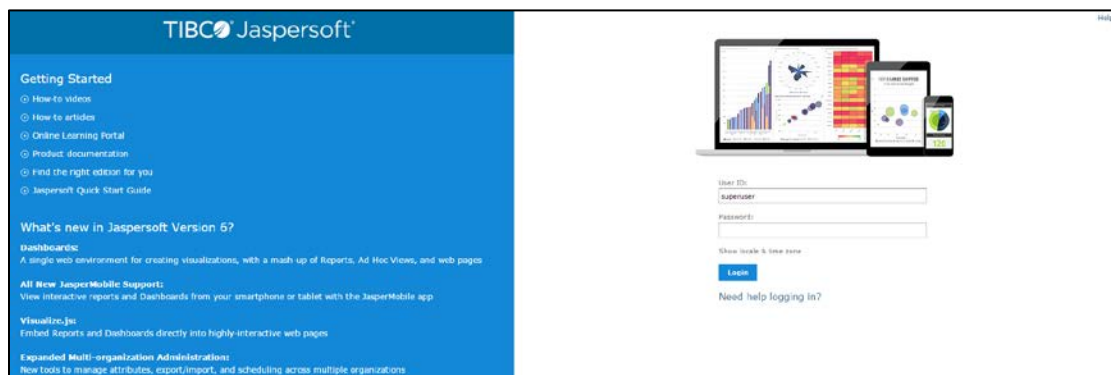 TIBCO Jaspersoft
Getting Started
How-to videos
How-to articles
Online Learning Portal
Product documentation
Find the right edition for you
Jaspersoft Quick Start Guide
What's new in Jaspersoft Version 6?
Dashboards:
A single web environment for creating visualizations, with a mash-up of Reports, Ad Hoc Views, and web pages
All New JasperMobile Support:
View interactive reports and Dashboards from your smartphone or tablet with the JasperMobile app
Visualize.js:
Embed Reports and Dashboards directly into highly-interactive web pages
Expanded Multi-organization Administration:
New tools to manage attributes, export/import, and scheduling across multiple organizations
Help
120
User ID:
superuser
Password:
Show locale & time zone
Login
Need help logging in?